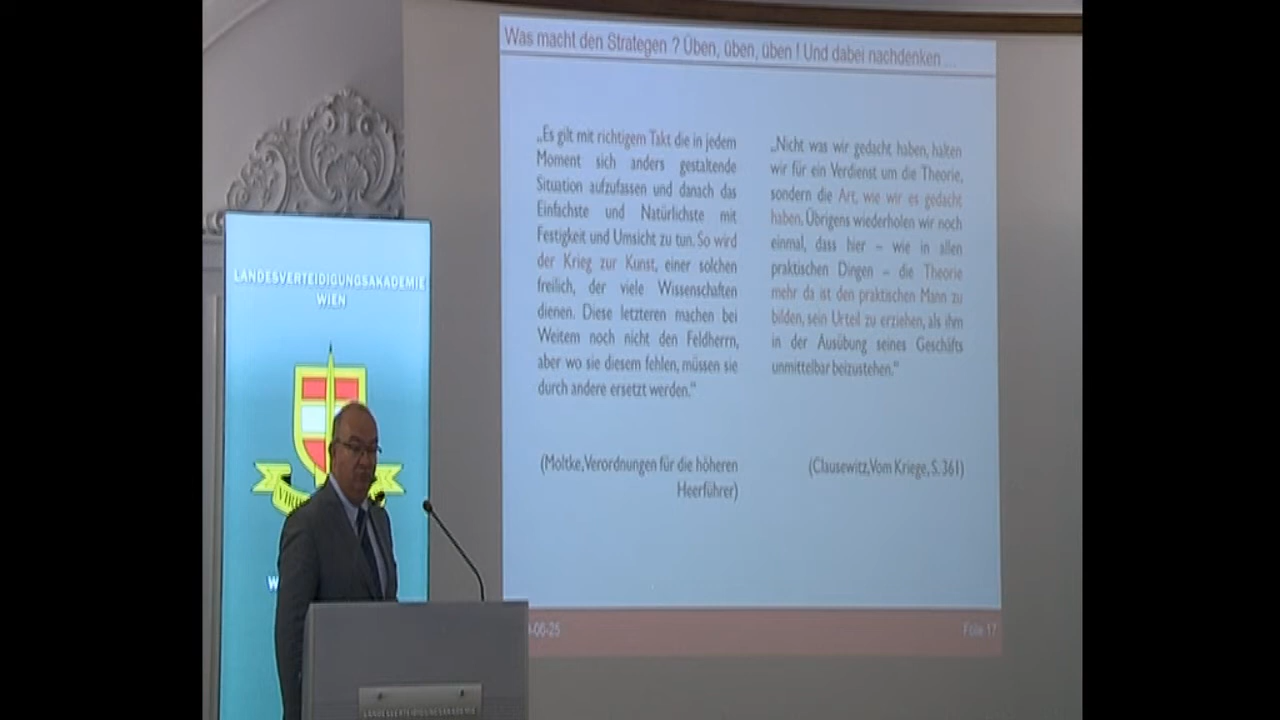 Was macht den Strategen ? Üben, üben, üben ! Und dabei nachdenken ...
„Es gilt mit richtigem Takt die in jedem
Moment sich anders gestaltende
Situation aufzufassen und danach das
Einfachste und Natürlichste mit
Festigkeit und Umsicht zu tun. So wird
der Krieg zur Kunst, einer solchen
freilich, der viele Wissenschaften
dienen. Diese letzteren machen bei
Weitem noch nicht den Feldherrn,
aber wo sie diesem fehlen, müssen sie
durch andere ersetzt werden.“
(Moltke, Verordnungen für die höheren
Heerführer)
„Nicht was wir gedacht haben, halten
wir für ein Verdienst um die Theorie,
sondern die Art, wie wir es gedacht
haben. Übrigens wiederholen wir noch
einmal, dass hier – wie in allen
praktischen Dingen – die Theorie
mehr da ist den praktischen Mann zu
bilden, sein Urteil zu erziehen, als ihm
in der Ausübung seines Geschäfts
unmittelbar beizustehen.“
(Clausewitz, Vom Kriege, S. 361)
-06-25
Folie 17
LANDESVERTEIDIGUNGSAKADEMIE
WIEN
W
LANDESVERTEIDIGUNGSAKADEMIE